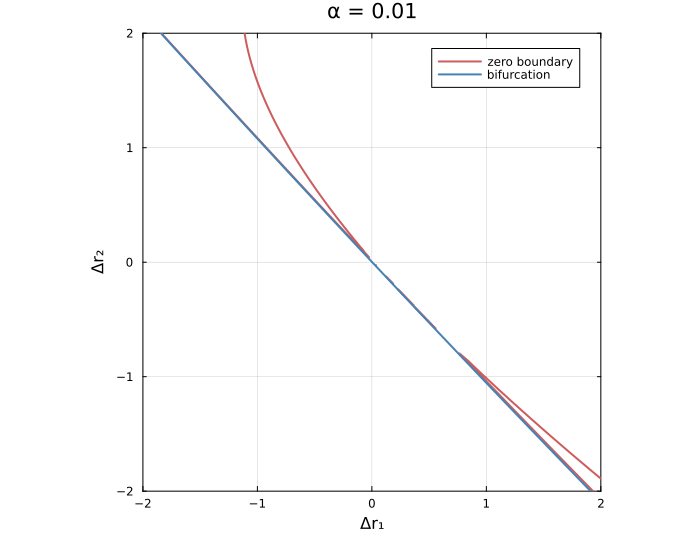 α = 0.01
zero boundary
bifurcation
2
1
0
−1
−2
Δr₂
−2
−1
0
1
2
Δr₁